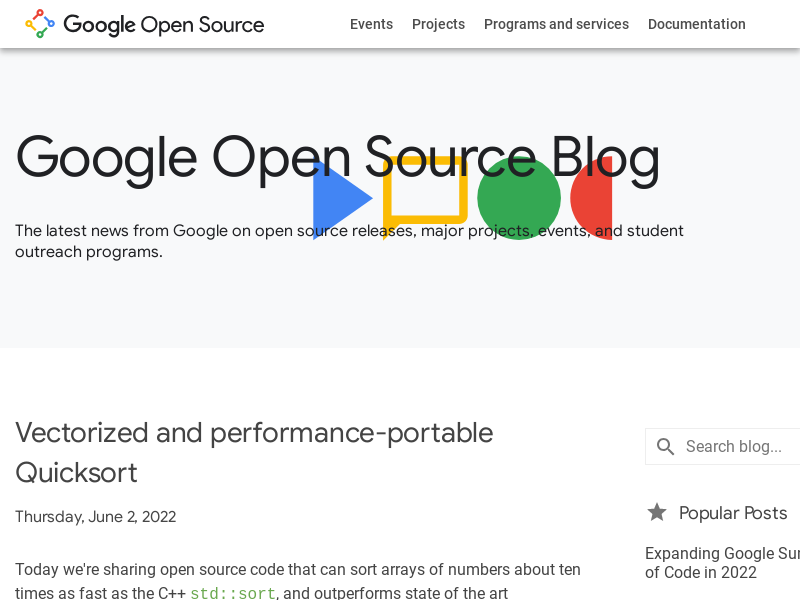 Google Open Source
Events Projects Programs and services Documentation
Google Open Source Blog
The latest news from Google on open source releases, major projects, events, and student
outreach programs.
Vectorized and performance-portable
Quicksort
Thursday, June 2, 2022
Today we're sharing open source code that can sort arrays of numbers about ten
times as fast as the C++ std::sort, and outperforms state of the art
Search blog...
Popular Posts
Expanding Google
of Code in 2022